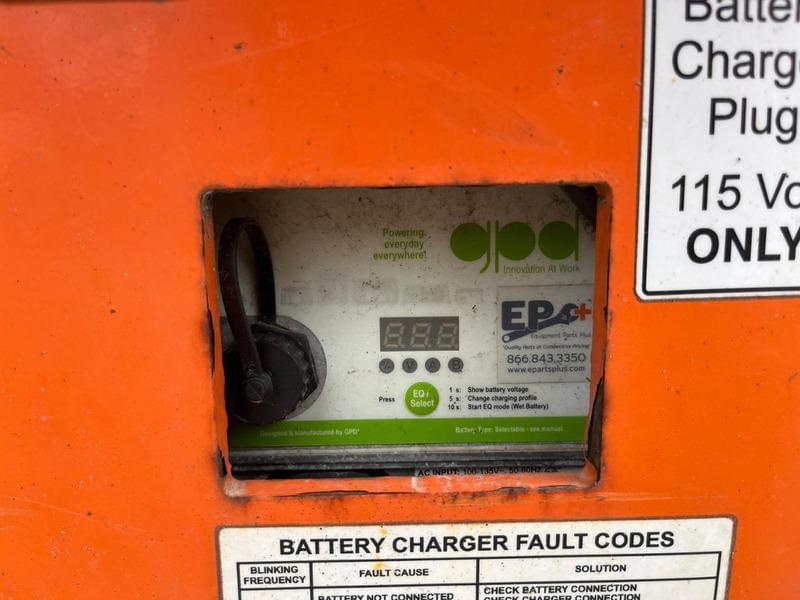 Batter
Charge
Plug
115 Vo
ONLY
Powering
everyday
everywhere!
gpd
Innovation At Work
EP+
Equipment Parts Plus
"Quality Parts at Competitive Pricing"
866.843.3350
www.epartsplus.com
8.8.8.
% V A B
Press
EQ/
Select
1 s: Show battery voltage
5 s: Change charging profile
10 s: Start EQ mode (Wet Battery)
Designed & manufactured by GPD®
Battery Type: Selectable - see manual.
AC INPUT: 100-135V~, 50-60Hz,
BATTERY CHARGER FAULT CODES
BLINKING
FREQUENCY
FAULT CAUSE
SOLUTION
BATTERY NOT CONNECTED
CHECK BATTERY CONNECTION
CHECK CHARGER CONNECTION